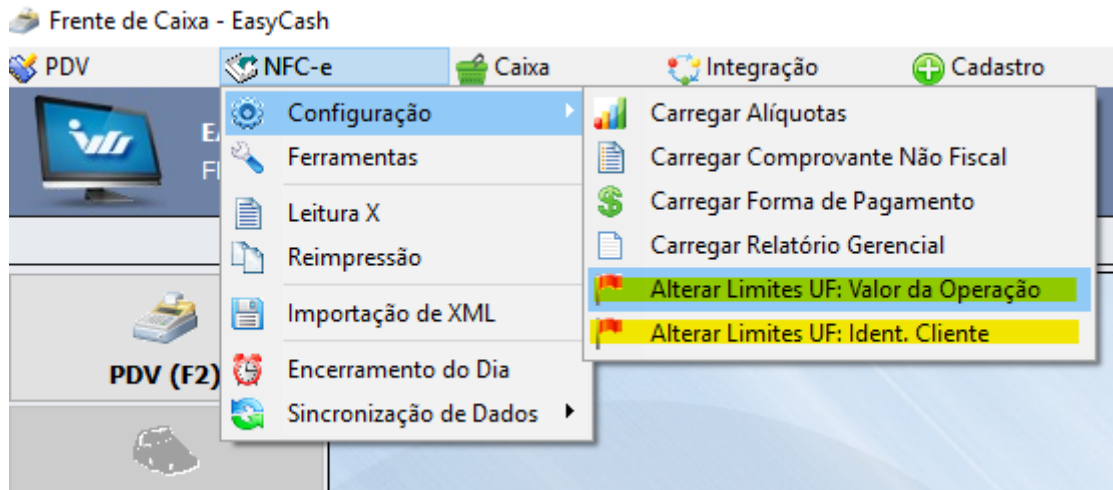 Frente de Caixa - EasyCash
PDV NFC-e Caixa Integração Cadastro
Configuração
Ferramentas
Leitura X
Reimpressão
Importação de XML
Encerramento do Dia
Sincronização de Dados
Carregar Alíquotas
Carregar Comprovante Não Fiscal
Carregar Forma de Pagamento
Carregar Relatório Gerencial
Alterar Limites UF: Valor da Operação
Alterar Limites UF: Ident. Cliente
PDV (F2)